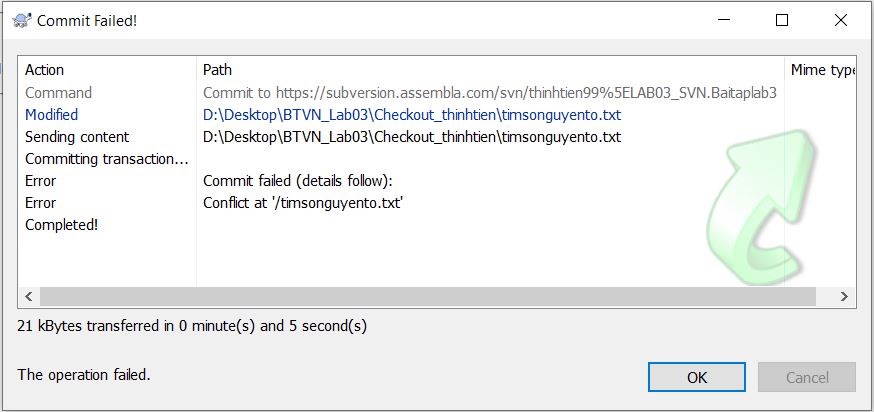 Commit Failed!
Action Path Mime type
Command Commit to https://subversion.assembla.com/svn/thinhtien99%5ELAB03_SVN.Baitaplab3
Modified D:\Desktop\BTVN_Lab03\Checkout_thinhtien\timsonguyento.txt
Sending content D:\Desktop\BTVN_Lab03\Checkout_thinhtien\timsonguyento.txt
Committing transaction...
Error Commit failed (details follow):
Error Conflict at '/timsonguyento.txt'
Completed!
21 kBytes transferred in 0 minute(s) and 5 second(s)
The operation failed.
OK Cancel